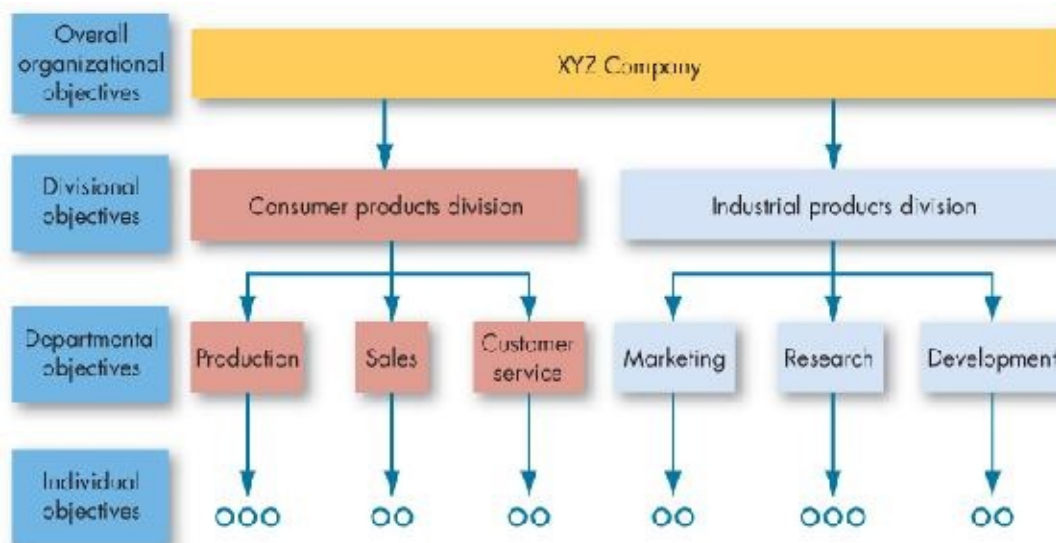 Overall
organizational
objectives
XYZ Company
Divisional
objectives
Consumer products division
Industrial products division
Departmental
objectives
Production
Sales
Customer
service
Marketing
Research
Development
Individual
objectives